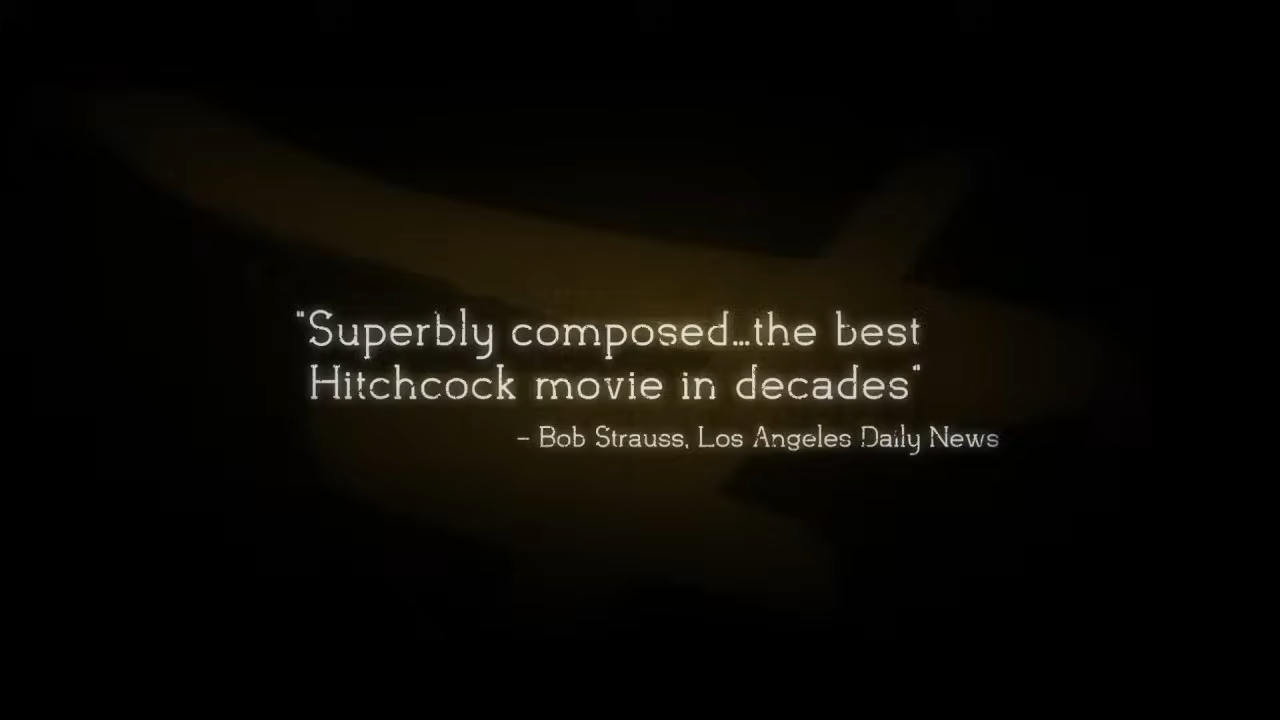 "Superbly composed...the best
Hitchcock movie in decades"
- Bob Strauss, Los Angeles Daily News